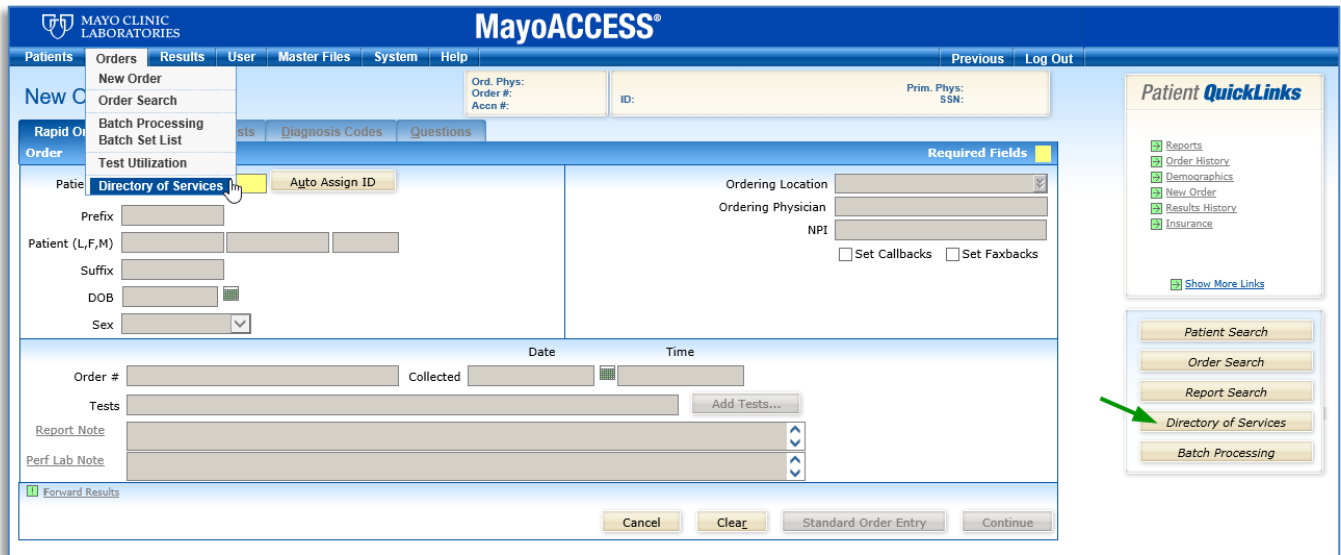 MAYO CLINIC
LABORATORIES
MayoACCESS®
Patients Orders Results User Master Files System Help Previous Log Out
New Order
Order Search
Batch Processing
Batch Set List
Test Utilization
Directory of Services
New O
Ord. Phys:
Order #:
Accn #:
ID:
Prim. Phys:
SSN:
Rapid Or sts Diagnosis Codes Questions
Order Required Fields
Patie Auto Assign ID
Prefix
Patient (L,F,M)
Suffix
DOB
Sex
Ordering Location
Ordering Physician
NPI
Set Callbacks Set Faxbacks
Date Time
Order # Collected
Tests Add Tests...
Report Note
Perf Lab Note
Forward Results
Cancel Clear Standard Order Entry Continue
Patient QuickLinks
Reports
Order History
Demographics
New Order
Results History
Insurance
Show More Links
Patient Search
Order Search
Report Search
Directory of Services
Batch Processing